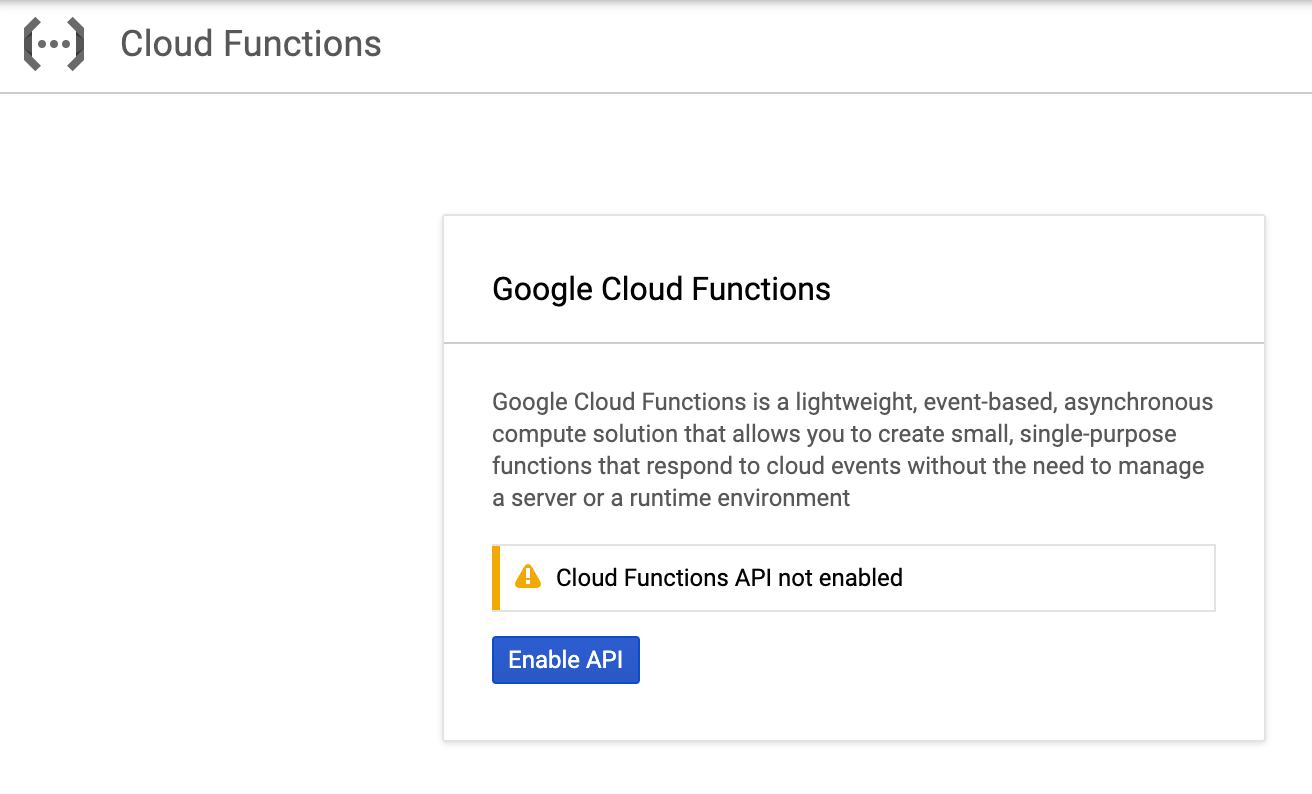 Cloud Functions
Google Cloud Functions
Google Cloud Functions is a lightweight, event-based, asynchronous
compute solution that allows you to create small, single-purpose
functions that respond to cloud events without the need to manage
a server or a runtime environment
Cloud Functions API not enabled
Enable API